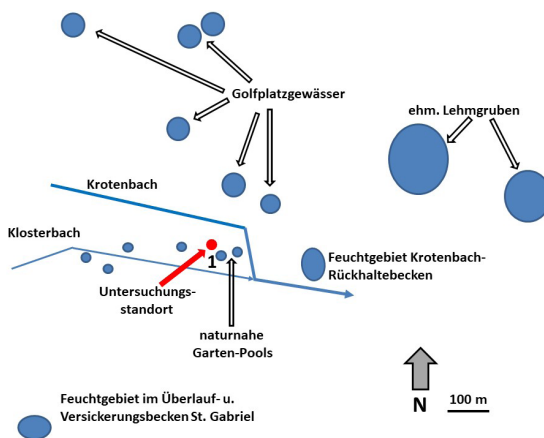 Golfplatzgewässer
ehm. Lehmgruben
Krotenbach
Klosterbach
1
Feuchtgebiet Krotenbach-
Rückhaltebecken
Untersuchungs-
standort
naturnahe
Garten-Pools
Feuchtgebiet im Überlauf- u.
Versickerungsbecken St. Gabriel
N
100 m